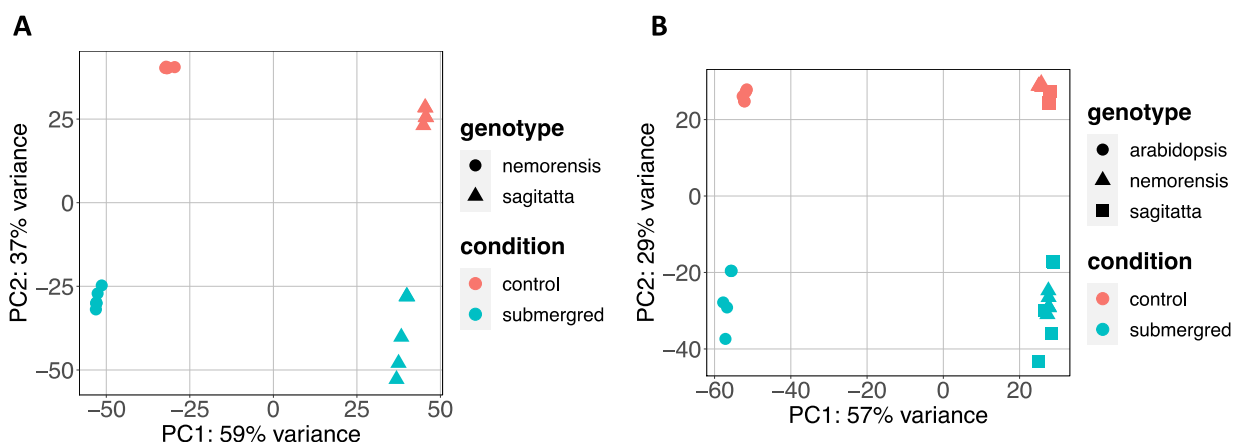 A
B
25
0
−25
−50
−50
−25
0
25
50
PC1: 59% variance
PC2: 37% variance
genotype
nemorensis
sagitatta
condition
control
submergred
20
0
−20
−40
−60
−40
−20
0
20
PC1: 57% variance
PC2: 29% variance
genotype
arabidopsis
nemorensis
sagitatta
condition
control
submergred